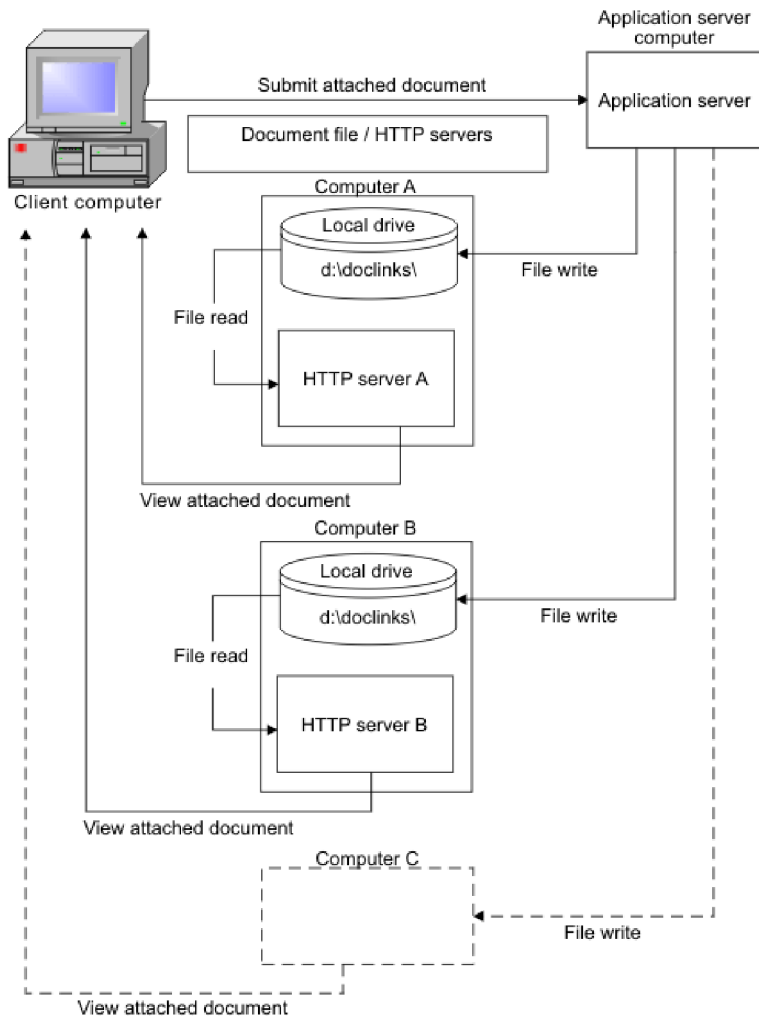 Application server
computer
Submit attached document
Application server
Document file / HTTP servers
Client computer
Computer A
Local drive
d:\doclinks\
File write
File read
HTTP server A
View attached document
Computer B
Local drive
d:\doclinks\
File write
File read
HTTP server B
View attached document
Computer C
File write
View attached document